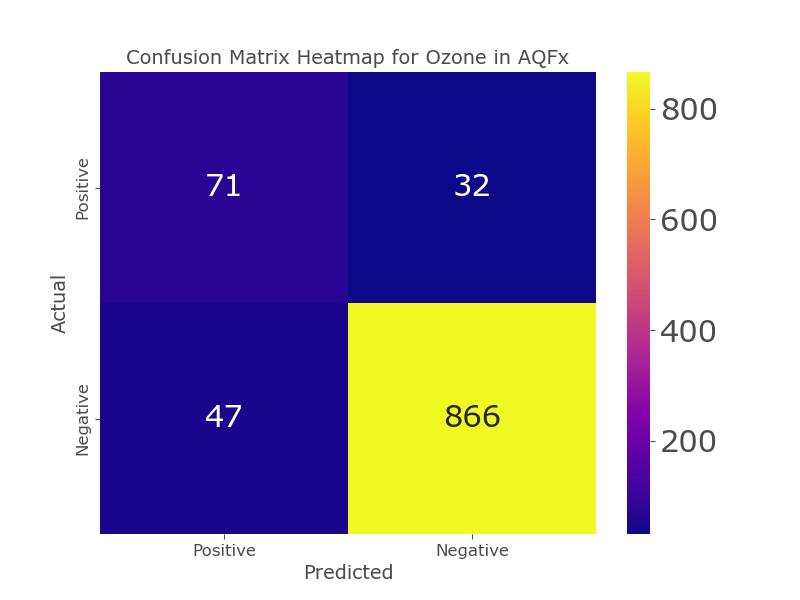 Confusion Matrix Heatmap for Ozone in AQFx
Actual
Positive
71
32
Negative
47
866
Positive
Negative
Predicted
800
600
400
200